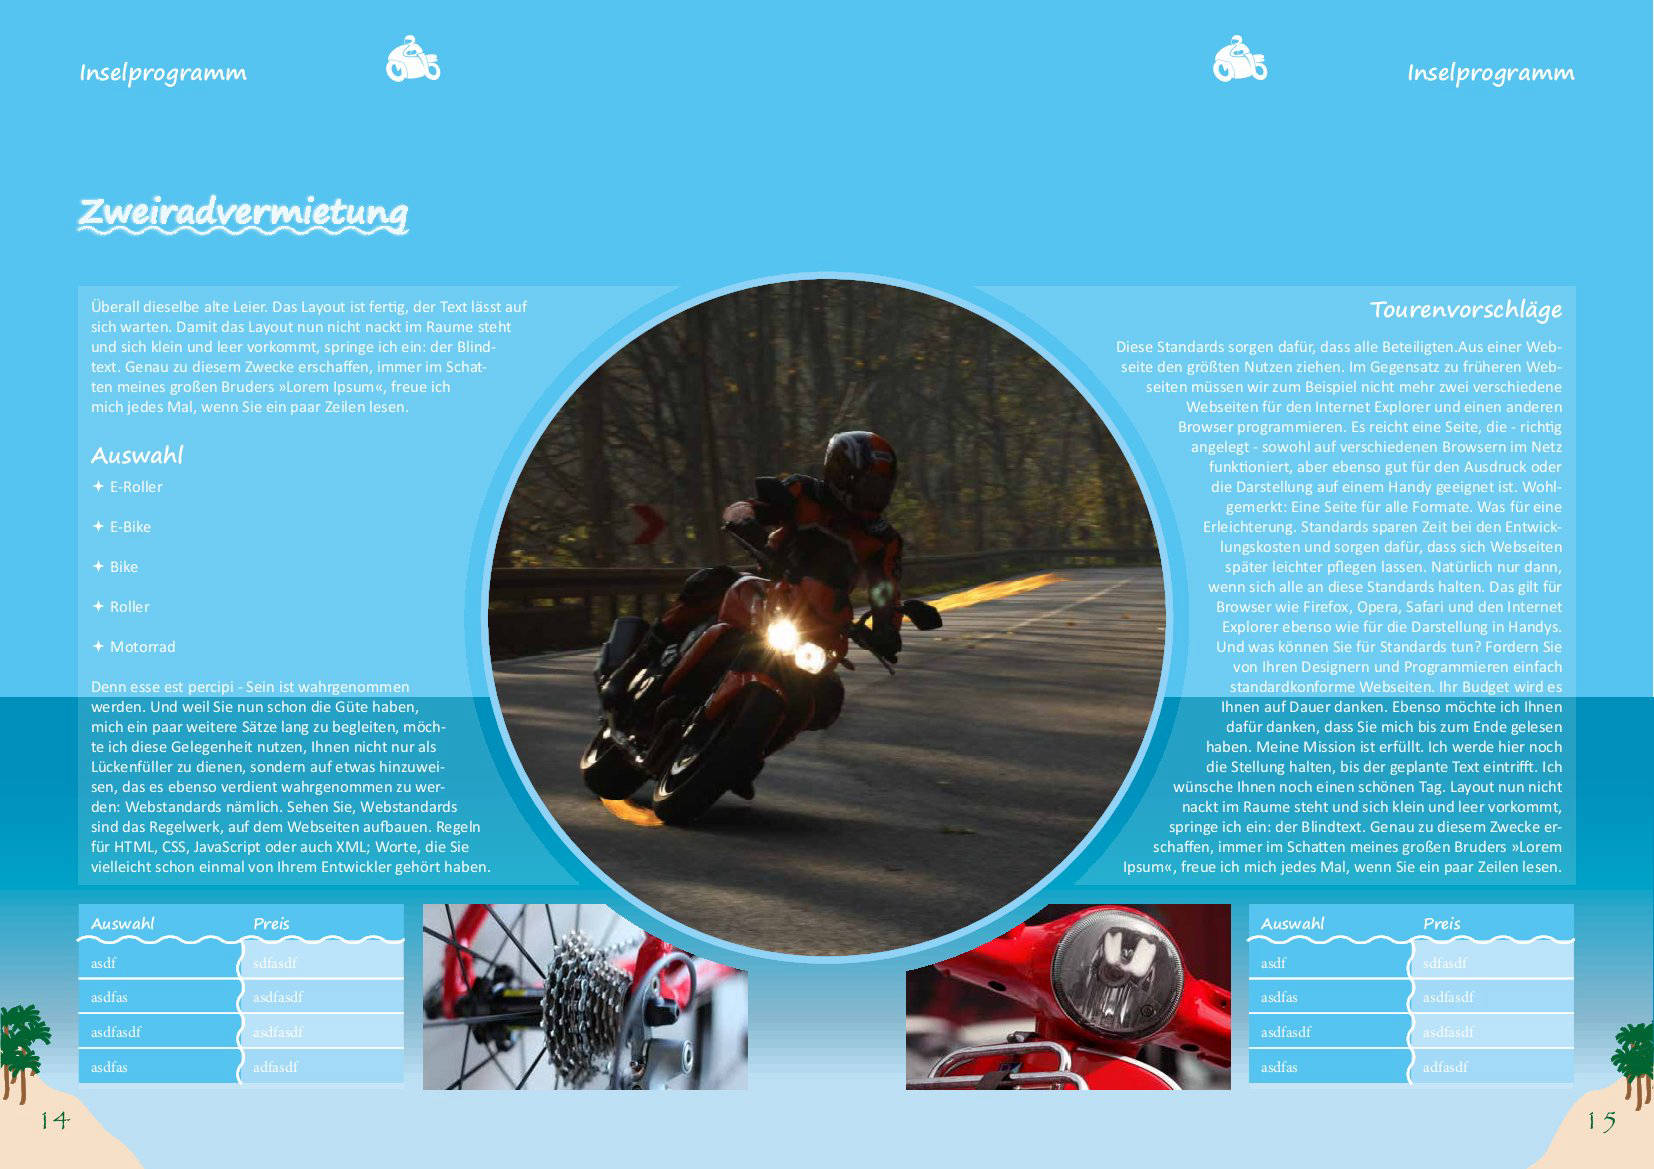 Inselprogramm
Inselprogramm
Zweiradvermietung
Überall dieselbe alte Leier. Das Layout ist fertig, der Text lässt auf
sich warten. Damit das Layout nun nicht nackt im Raume steht
und sich klein und leer vorkommt, springe ich ein: der Blind-
text. Genau zu diesem Zwecke erschaffen, immer im Schat-
ten meines großen Bruders »Lorem Ipsum«, freue ich
mich jedes Mal, wenn Sie ein paar Zeilen lesen.
Auswahl
E-Roller
E-Bike
Bike
Roller
Motorrad
Denn esse est percipi - Sein ist wahrgenommen
werden. Und weil Sie nun schon die Güte haben,
mich ein paar weitere Sätze lang zu begleiten, möch-
te ich diese Gelegenheit nutzen, Ihnen nicht nur als
Lückenfüller zu dienen, sondern auf etwas hinzuwei-
sen, das es ebenso verdient wahrgenommen zu wer-
den: Webstandards nämlich. Sehen Sie, Webstandards
sind das Regelwerk, auf dem Webseiten aufbauen. Regeln
für HTML, CSS, JavaScript oder auch XML; Worte, die Sie
vielleicht schon einmal von Ihrem Entwickler gehört haben.
Auswahl Preis
asdf sdfasdf
asdfas asdfasdf
asdfasdf asdfasdf
asdfas adfasdf
14
Tourenvorschläge
Diese Standards sorgen dafür, dass alle Beteiligten.Aus einer Web-
seite den größten Nutzen ziehen. Im Gegensatz zu früheren Web-
seiten müssen wir zum Beispiel nicht mehr zwei verschiedene
Webseiten für den Internet Explorer und einen anderen
Browser programmieren. Es reicht eine Seite, die - richtig
angelegt - sowohl auf verschiedenen Browsern im Netz
funktioniert, aber ebenso gut für den Ausdruck oder
die Darstellung auf einem Handy geeignet ist. Wohl-
gemerkt: Eine Seite für alle Formate. Was für eine
Erleichterung. Standards sparen Zeit bei den Entwick-
lungskosten und sorgen dafür, dass sich Webseiten
später leichter pflegen lassen. Natürlich nur dann,
wenn sich alle an diese Standards halten. Das gilt für
Browser wie Firefox, Opera, Safari und den Internet
Explorer ebenso wie für die Darstellung in Handys.
Und was können Sie für Standards tun? Fordern Sie
von Ihren Designern und Programmieren einfach
standardkonforme Webseiten. Ihr Budget wird es
Ihnen auf Dauer danken. Ebenso möchte ich Ihnen
dafür danken, dass Sie mich bis zum Ende gelesen
haben. Meine Mission ist erfüllt. Ich werde hier noch
die Stellung halten, bis der geplante Text eintrifft. Ich
wünsche Ihnen noch einen schönen Tag. Layout nun nicht
nackt im Raume steht und sich klein und leer vorkommt,
springe ich ein: der Blindtext. Genau zu diesem Zwecke er-
schaffen, immer im Schatten meines großen Bruders »Lorem
Ipsum«, freue ich mich jedes Mal, wenn Sie ein paar Zeilen lesen.
Auswahl Preis
asdf sdfasdf
asdfas asdfasdf
asdfasdf asdfasdf
asdfas adfasdf
15